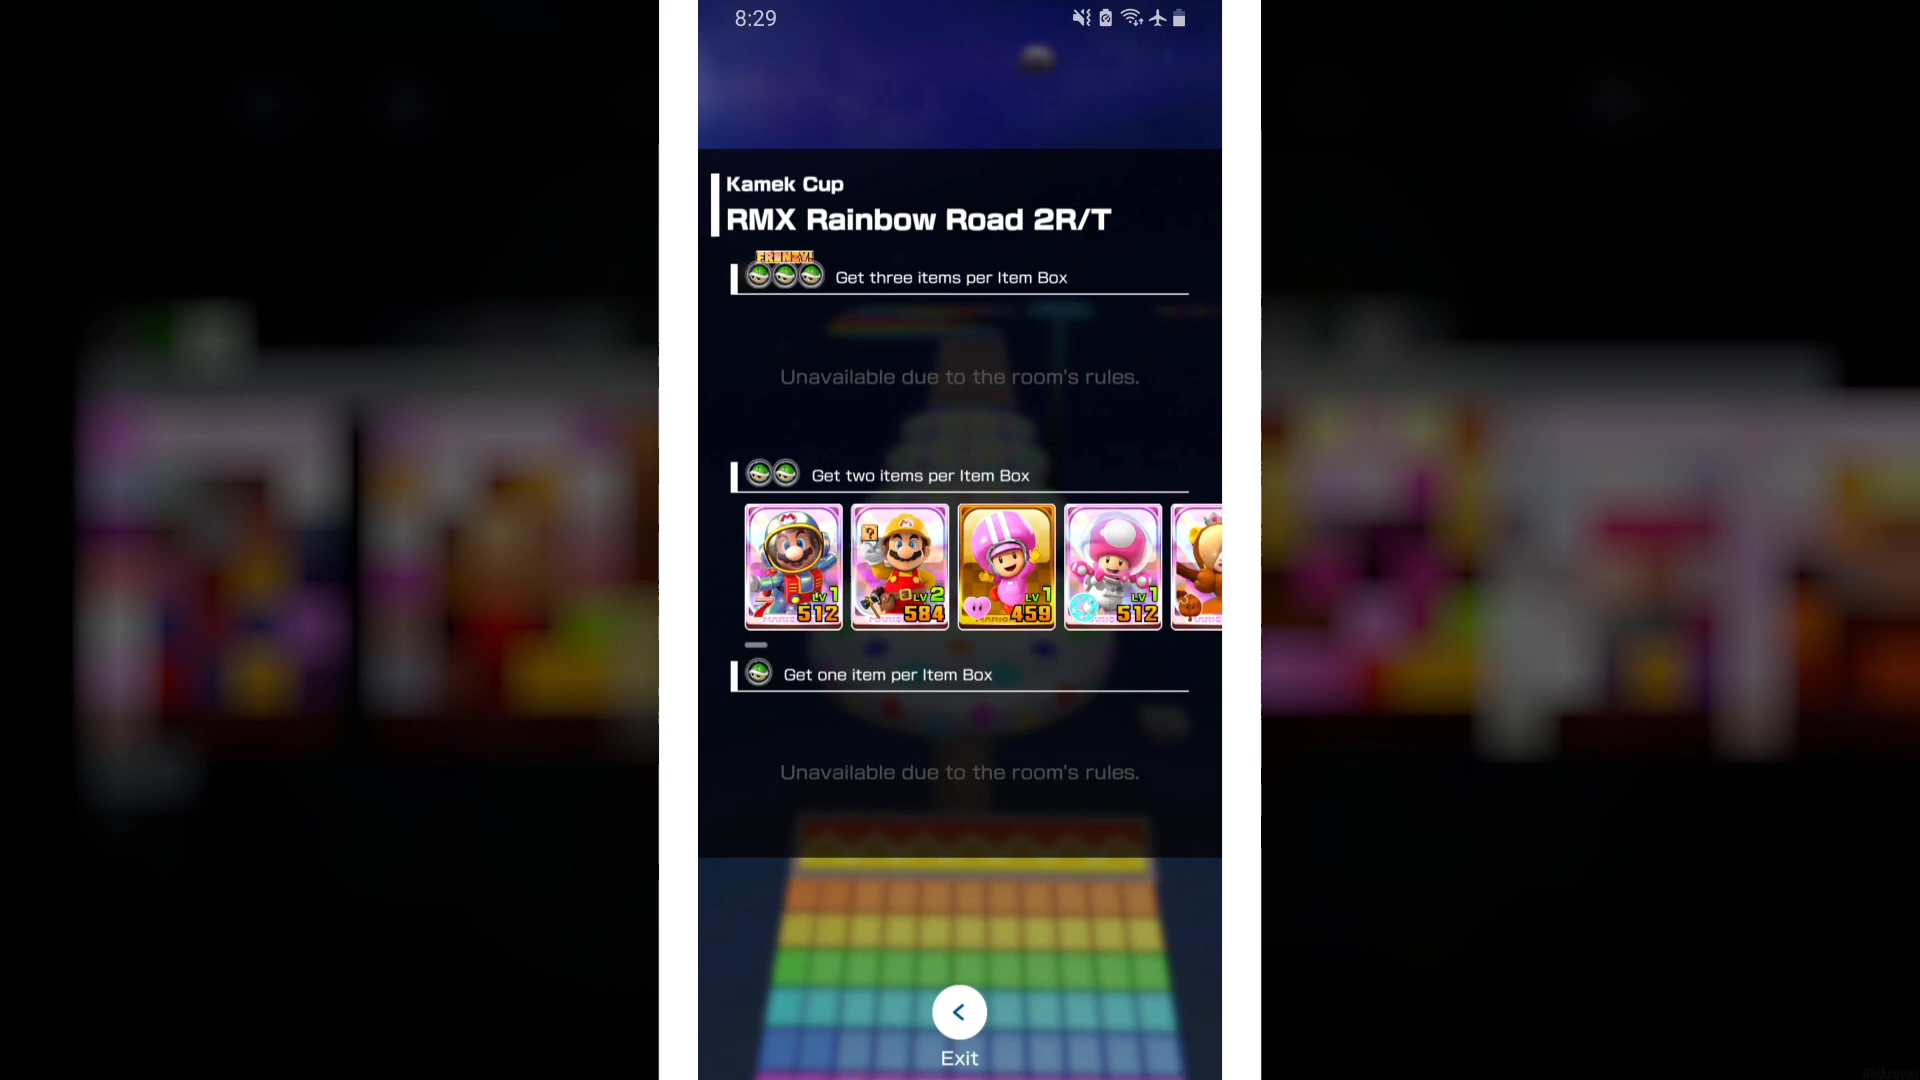 8:29
Kamek Cup
RMX Rainbow Road 2R/T
FRENZY!
Get three items per Item Box
Unavailable due to the room's rules.
Get two items per Item Box
LV 1
512
LV 2
584
LV 1
459
LV 1
512
Get one item per Item Box
Unavailable due to the room's rules.
Exit